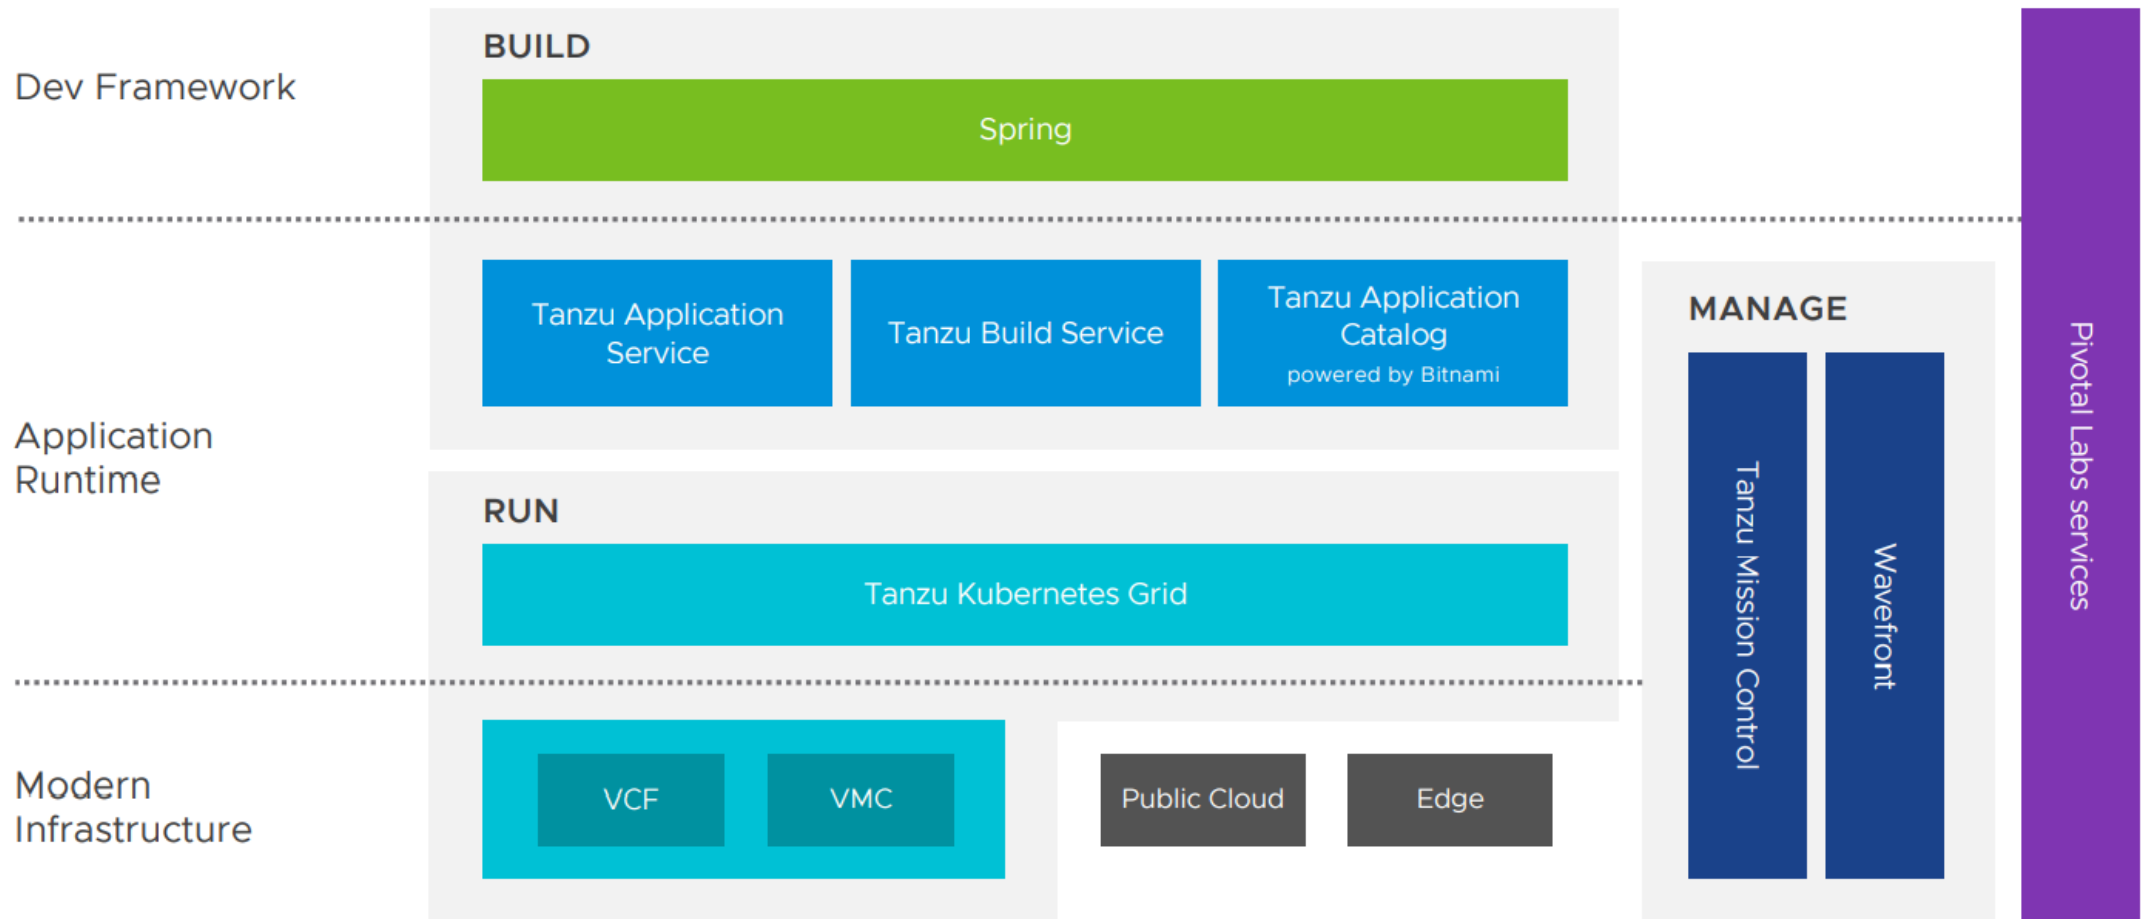 Dev Framework
BUILD
Spring
Tanzu Application
Service
Tanzu Build Service
Tanzu Application
Catalog
powered by Bitnami
Application
Runtime
RUN
Tanzu Kubernetes Grid
Modern
Infrastructure
VCF
VMC
Public Cloud
Edge
MANAGE
Tanzu Mission Control
Wavefront
Pivotal Labs services